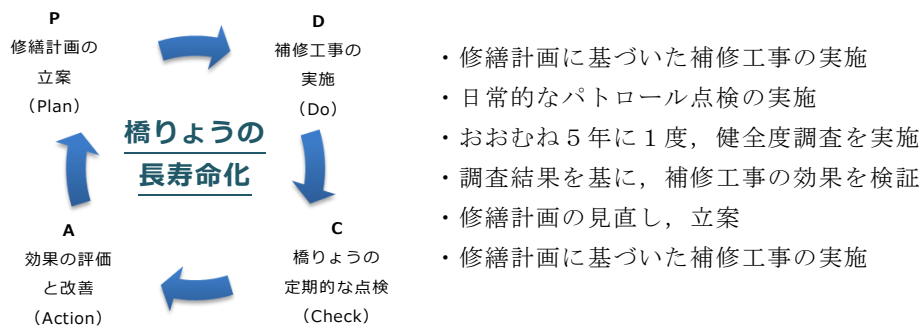 P
修繕計画の
立案
（Plan）
D
補修工事の
実施
（Do）
橋りょうの
長寿命化
A
効果の評価
と改善
（Action）
C
橋りょうの
定期的な点検
（Check）
・修繕計画に基づいた補修工事の実施
・日常的なパトロール点検の実施
・おおむね５年に１度，健全度調査を実施
・調査結果を基に，補修工事の効果を検証
・修繕計画の見直し，立案
・修繕計画に基づいた補修工事の実施